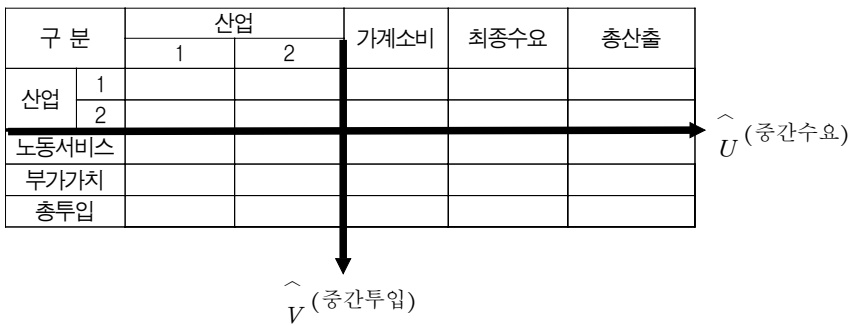 구 분 산업 가계소비 최종수요 총산출
1 2
산업 1
2
노동서비스
부가가치
총투입
Û (중간수요)
V̂ (중간투입)